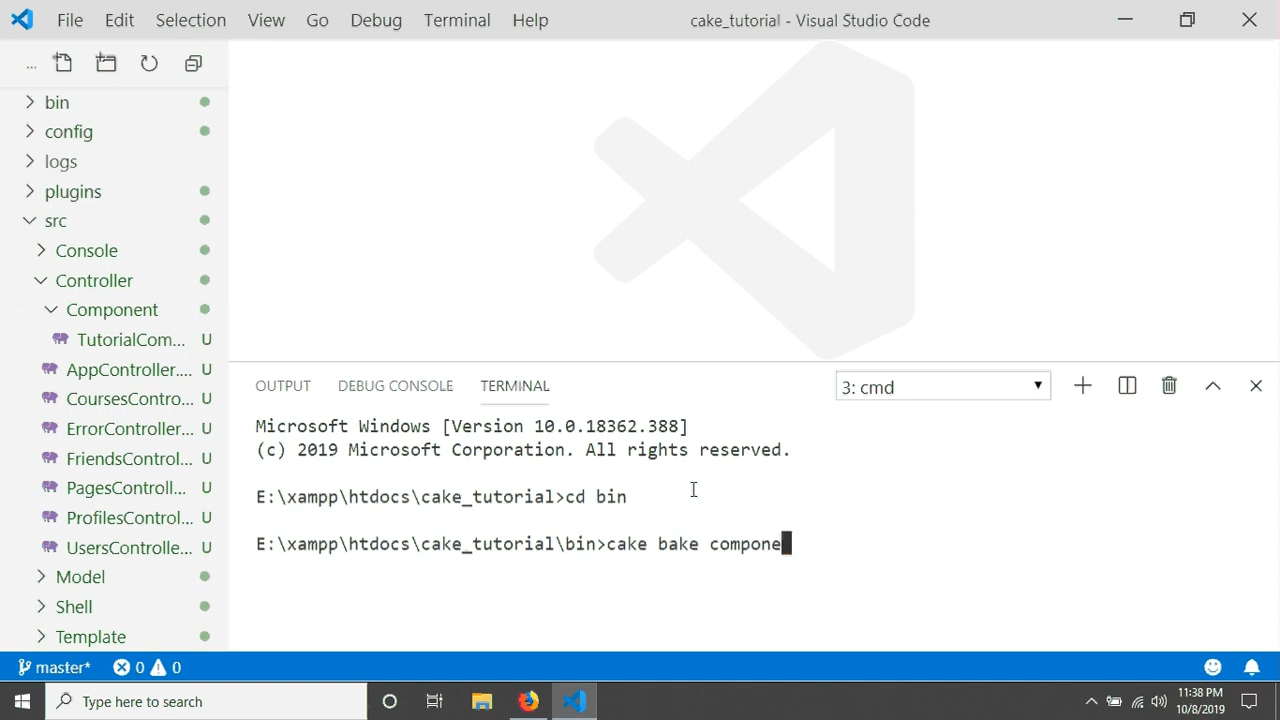 File Edit Selection View Go Debug Terminal Help
cake_tutorial - Visual Studio Code
...
bin
config
logs
plugins
src
Console
Controller
Component
TutorialCom... U
AppController.... U
CoursesContro... U
ErrorController... U
FriendsControl... U
PagesControll... U
ProfilesControl... U
UsersControlle... U
Model
Shell
Template
OUTPUT DEBUG CONSOLE TERMINAL
3: cmd
Microsoft Windows [Version 10.0.18362.388]
(c) 2019 Microsoft Corporation. All rights reserved.
E:\xampp\htdocs\cake_tutorial>cd bin
E:\xampp\htdocs\cake_tutorial\bin>cake bake compone
master* 0 0
Type here to search
11:38 PM
10/8/2019